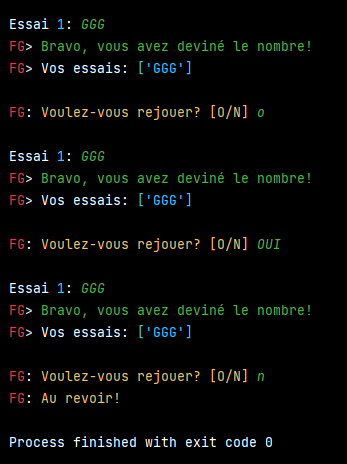 Essai 1: GGG
FG> Bravo, vous avez deviné le nombre!
FG> Vos essais: ['GGG']
FG: Voulez-vous rejouer? [O/N] o
Essai 1: GGG
FG> Bravo, vous avez deviné le nombre!
FG> Vos essais: ['GGG']
FG: Voulez-vous rejouer? [O/N] OUI
Essai 1: GGG
FG> Bravo, vous avez deviné le nombre!
FG> Vos essais: ['GGG']
FG: Voulez-vous rejouer? [O/N] n
FG: Au revoir!
Process finished with exit code 0